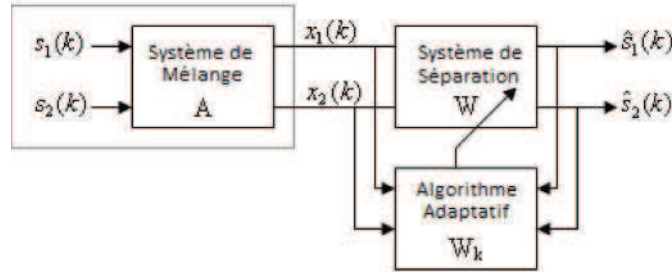 s₁(k)
s₂(k)
Système de
Mélange
A
x₁(k)
x₂(k)
Système de
Séparation
W
ŝ₁(k)
ŝ₂(k)
Algorithme
Adaptatif
Wₖ